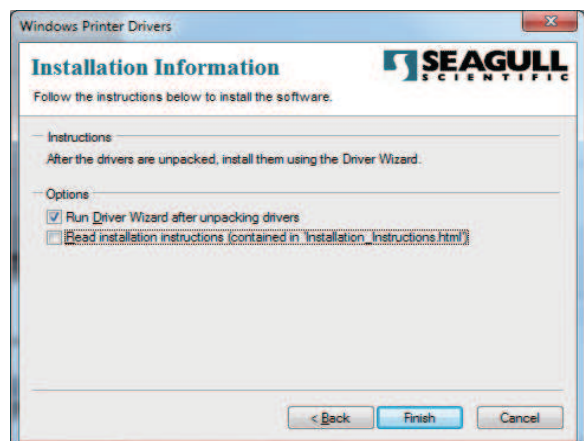 Windows Printer Drivers
Installation Information
SEAGULL
SCIENTIFIC
Follow the instructions below to install the software.
Instructions
After the drivers are unpacked, install them using the Driver Wizard.
Options
Run Driver Wizard after unpacking drivers
Read installation instructions (contained in 'Installation_Instructions.html')
< Back
Finish
Cancel